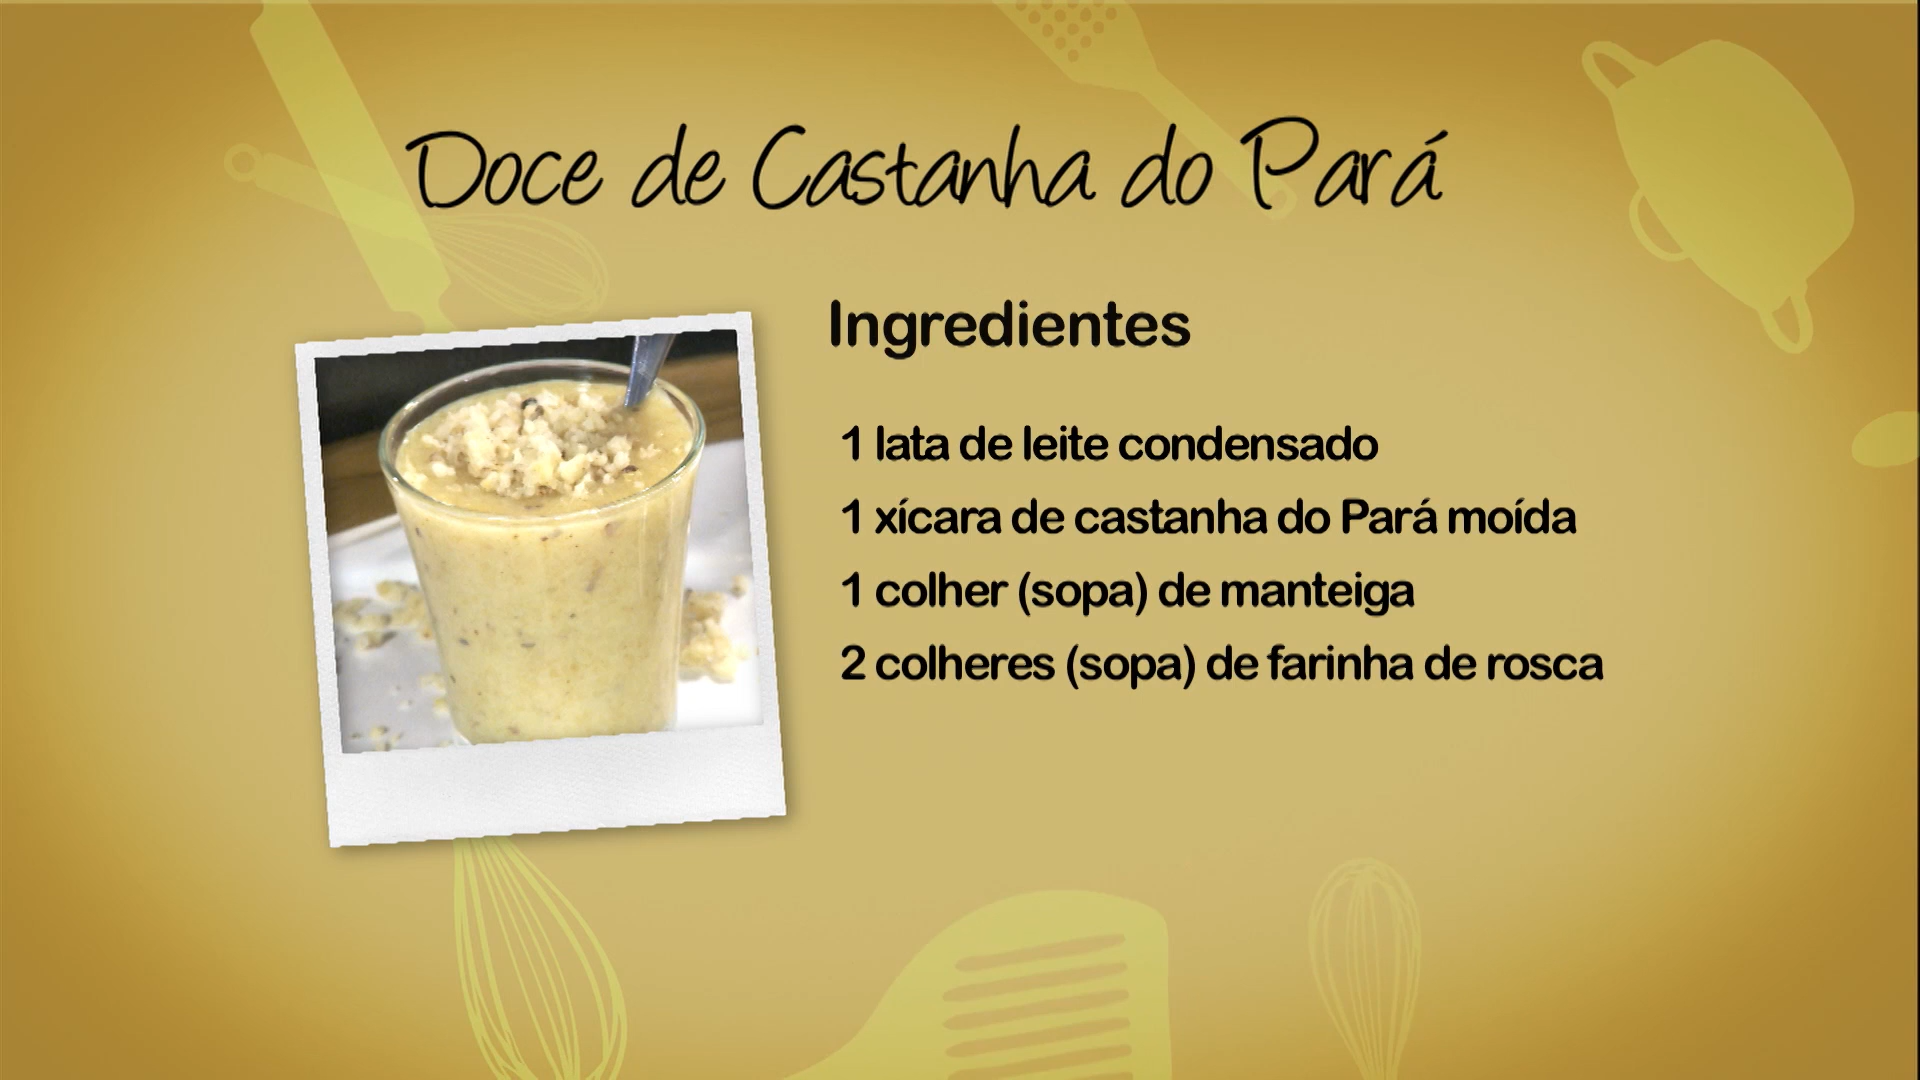 Doce de Castanha do Pará
Ingredientes
1 lata de leite condensado
1 xícara de castanha do Pará moída
1 colher (sopa) de manteiga
2 colheres (sopa) de farinha de rosca